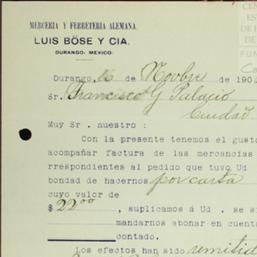 MERCERIA Y FERRETERIA ALEMANA.
LUIS BÖSE Y CIA.
DURANGO, MEXICO.
Durango, de Novbre de 190
Sr. Francisco G Palacio
Ciudad
Muy Sr. nuestro:
Con la presente tenemos el gusto
acompañar factura de las mercancías
rrespondientes al pedido que tuvo Ud
bondad de hacernos por carta
cuyo valor de
$ 22.00, suplicamos á Ud. se si
mandarnos abonar en cuenta
contado.
Los efectos han sido remitid